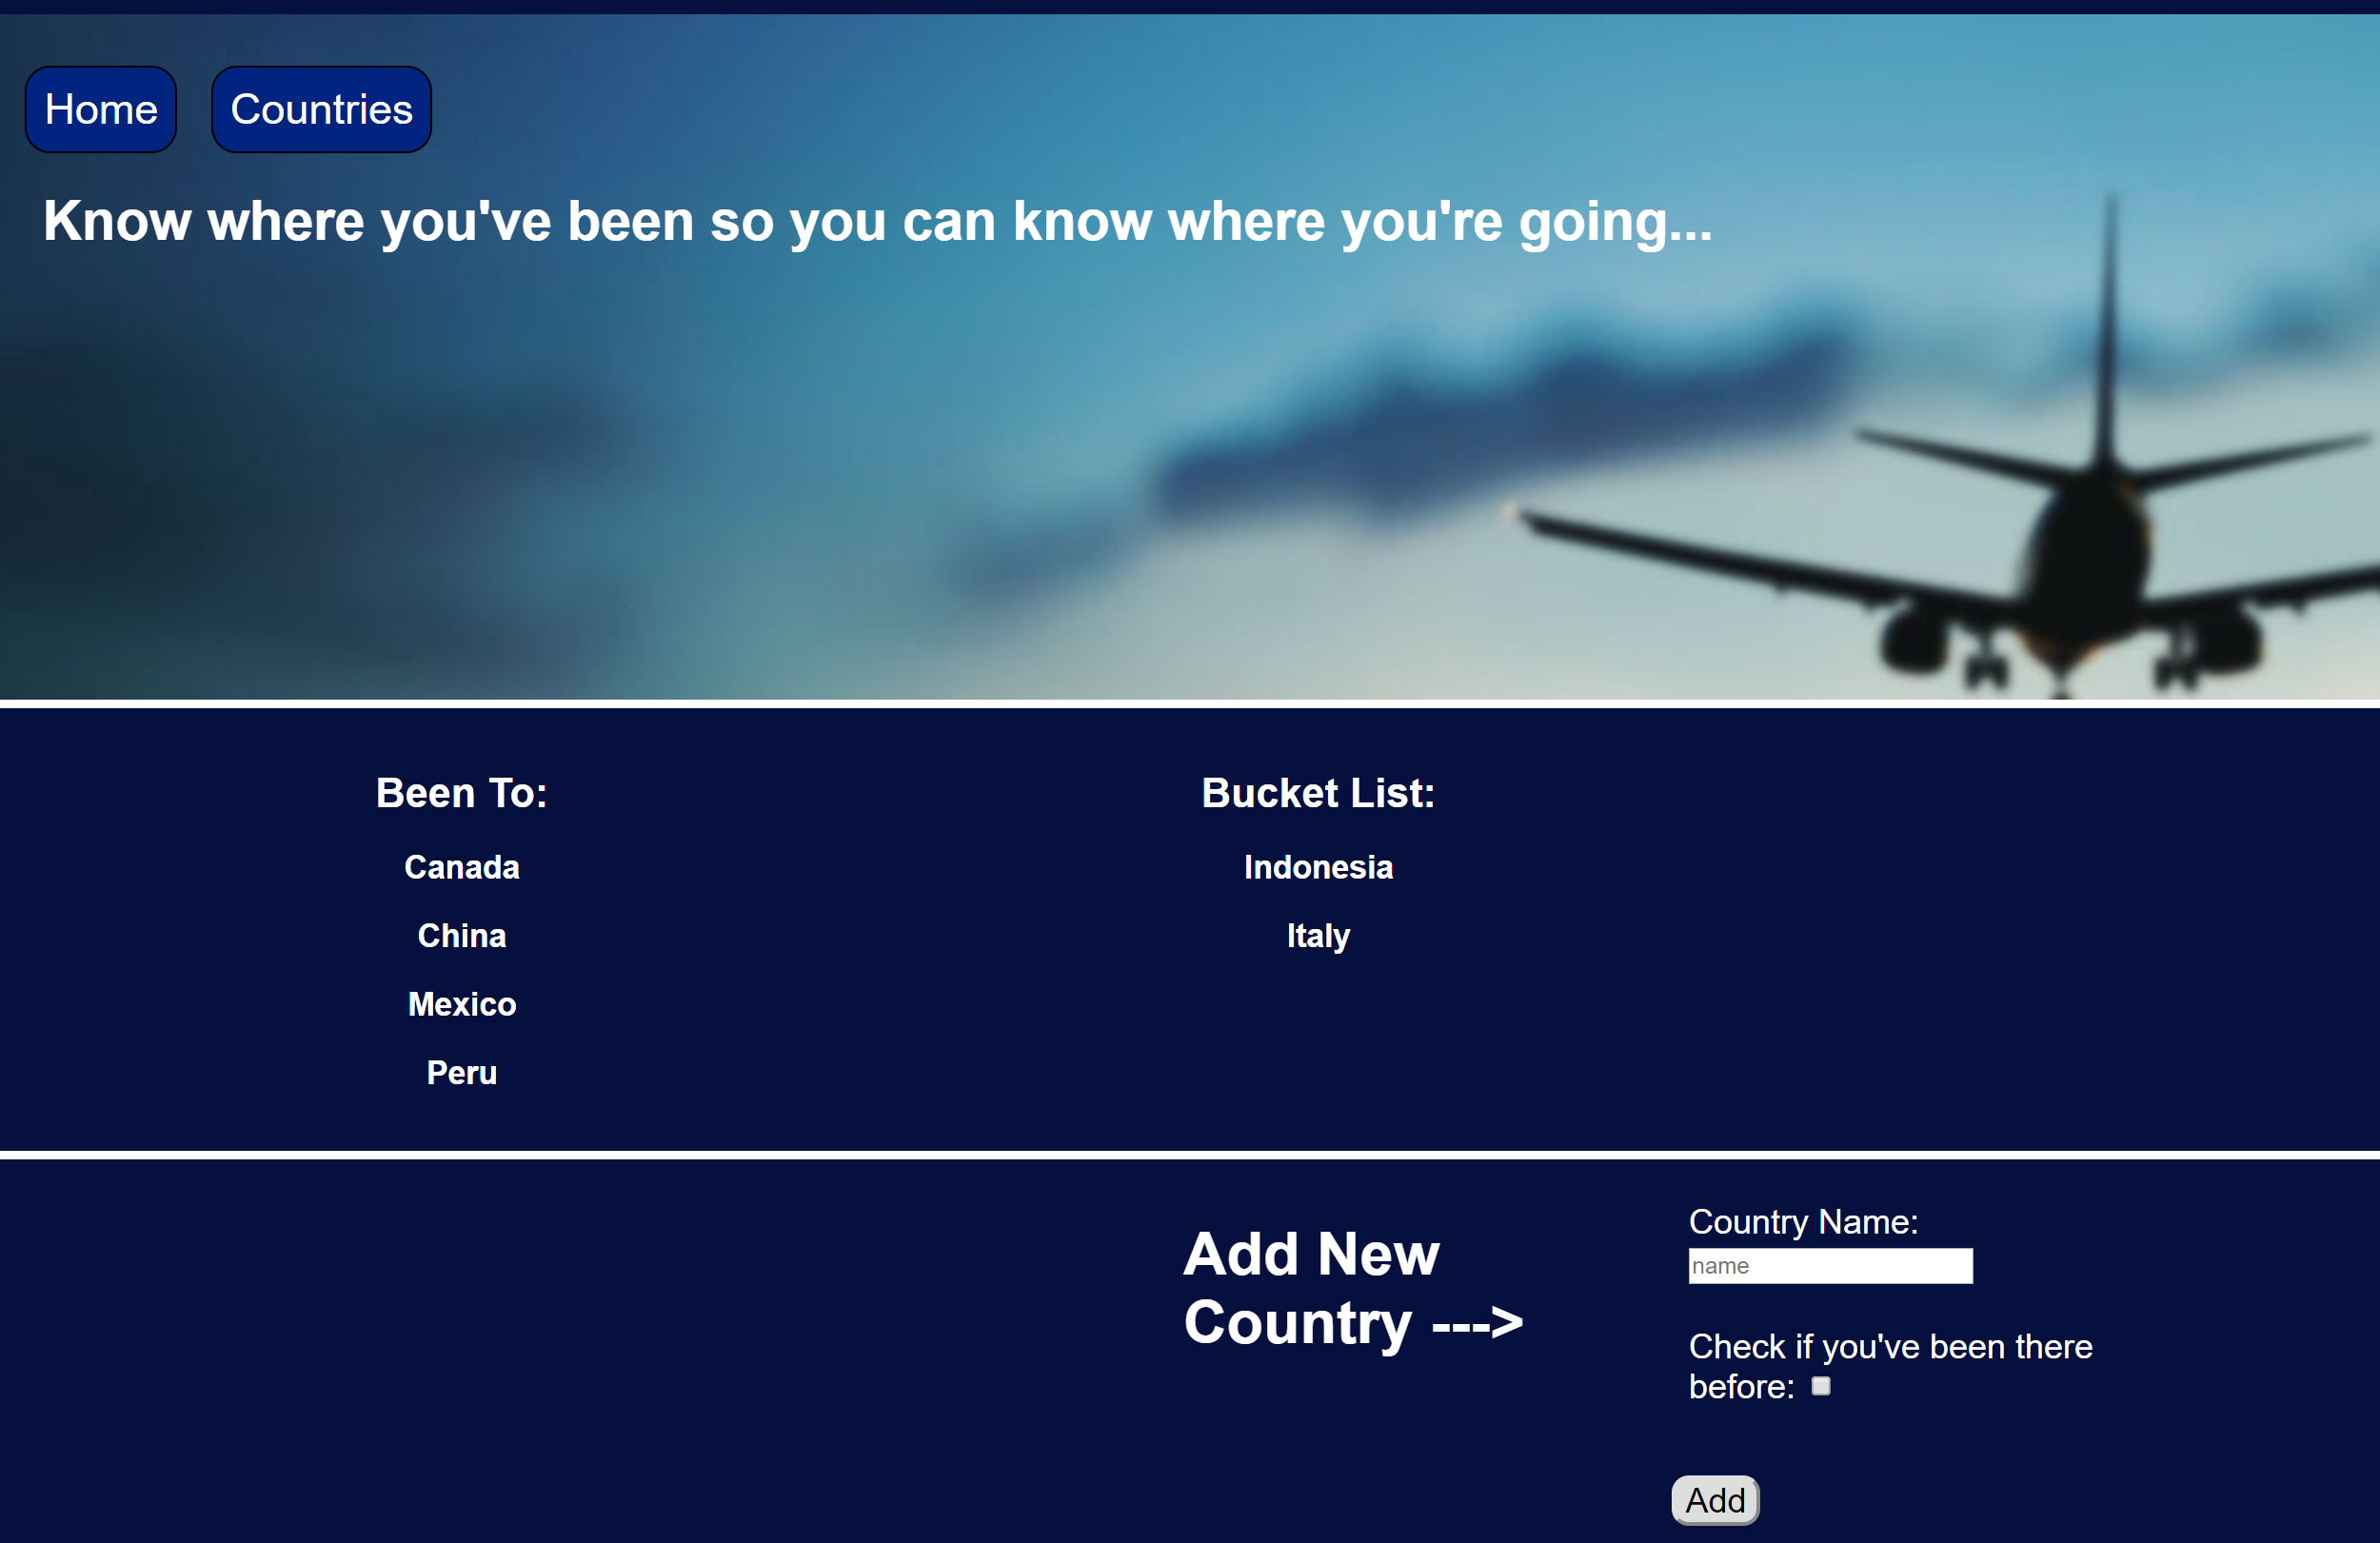 Home Countries
Know where you've been so you can know where you're going...
Been To:
Canada
China
Mexico
Peru
Bucket List:
Indonesia
Italy
Add New
Country --->
Country Name:
name
Check if you've been there
before:
Add